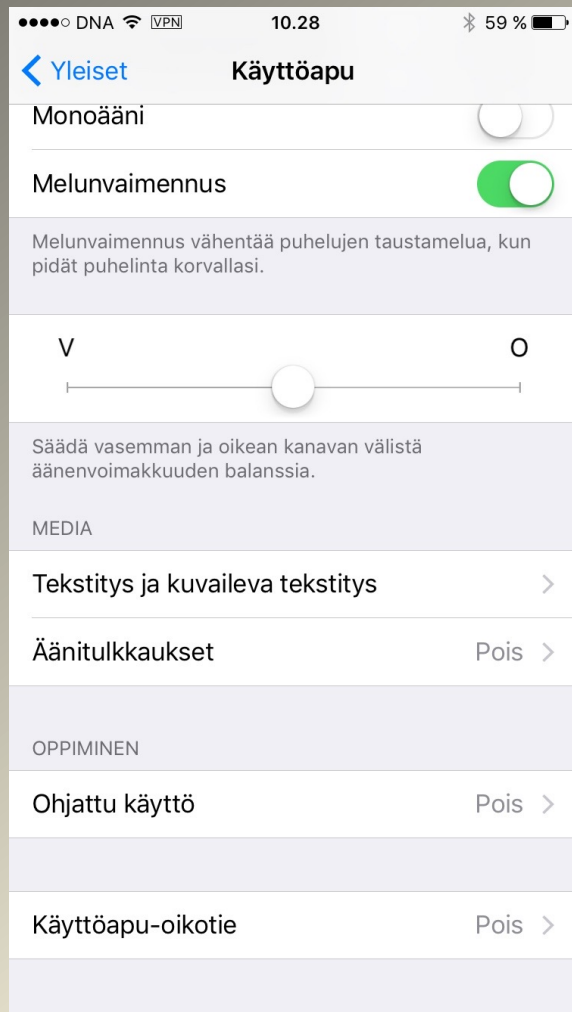 DNA VPN 10.28 59 %
Yleiset Käyttöapu
Monoääni
Melunvaimennus
Melunvaimennus vähentää puhelujen taustamelua, kun
pidät puhelinta korvallasi.
V O
Säädä vasemman ja oikean kanavan välistä
äänenvoimakkuuden balanssia.
MEDIA
Tekstitys ja kuvaileva tekstitys
Äänitulkkaukset Pois
OPPIMINEN
Ohjattu käyttö Pois
Käyttöapu-oikotie Pois